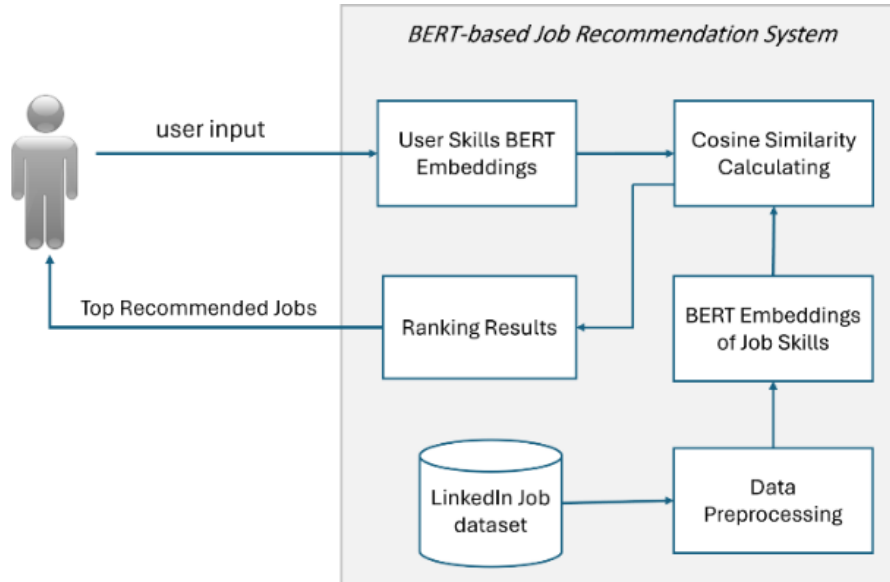 BERT-based Job Recommendation System
user input
User Skills BERT
Embeddings
Cosine Similarity
Calculating
Top Recommended Jobs
Ranking Results
BERT Embeddings
of Job Skills
LinkedIn Job
dataset
Data
Preprocessing